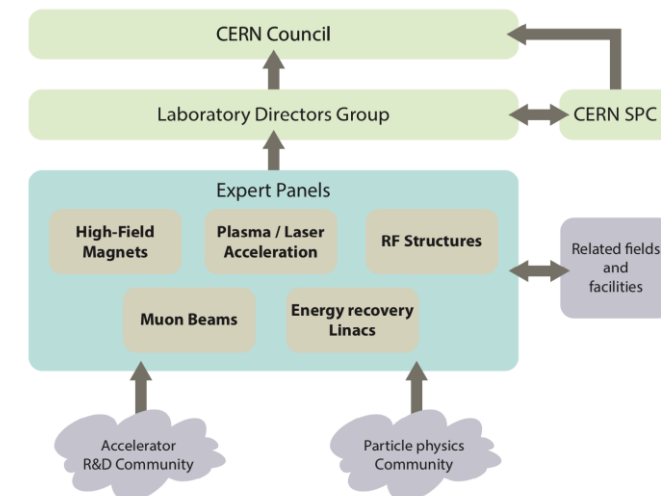 CERN Council
Laboratory Directors Group
CERN SPC
Expert Panels
High-Field
Magnets
Plasma / Laser
Acceleration
RF Structures
Muon Beams
Energy recovery
Linacs
Related fields
and
facilities
Accelerator
R&D Community
Particle physics
Community